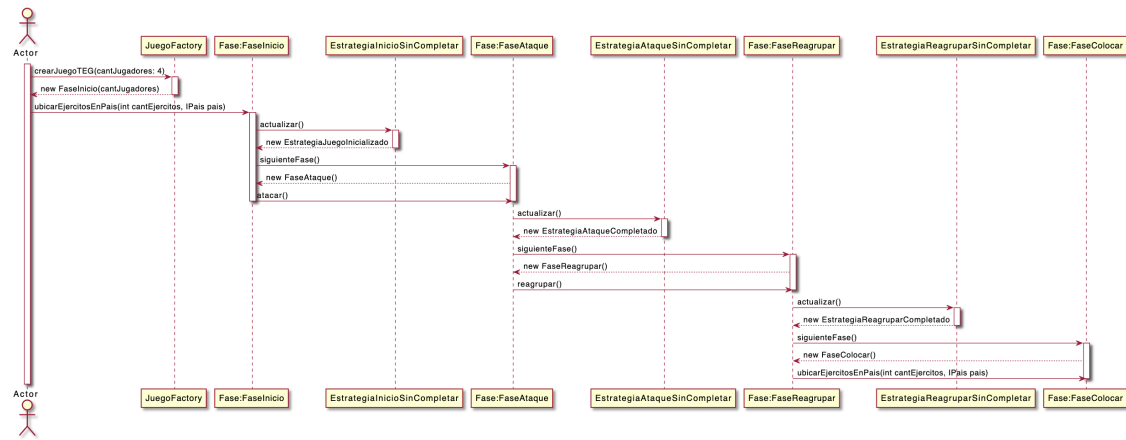 Actor
JuegoFactory
Fase:FaseInicio
EstrategiaInicioSinCompletar
Fase:FaseAtaque
EstrategiaAtaqueSinCompletar
Fase:FaseReagrupar
EstrategiaReagruparSinCompletar
Fase:FaseColocar
crearJuegoTEG(cantJugadores: 4)
new FaseInicio(cantJugadores)
ubicarEjercitosEnPais(int cantEjercitos, IPais pais)
actualizar()
new EstrategiaJuegoInicializado
siguienteFase()
new FaseAtaque()
atacar()
actualizar()
new EstrategiaAtaqueCompletado
siguienteFase()
new FaseReagrupar()
reagrupar()
actualizar()
new EstrategiaReagruparCompletado
siguienteFase()
new FaseColocar()
ubicarEjercitosEnPais(int cantEjercitos, IPais pais)
Actor
JuegoFactory
Fase:FaseInicio
EstrategiaInicioSinCompletar
Fase:FaseAtaque
EstrategiaAtaqueSinCompletar
Fase:FaseReagrupar
EstrategiaReagruparSinCompletar
Fase:FaseColocar